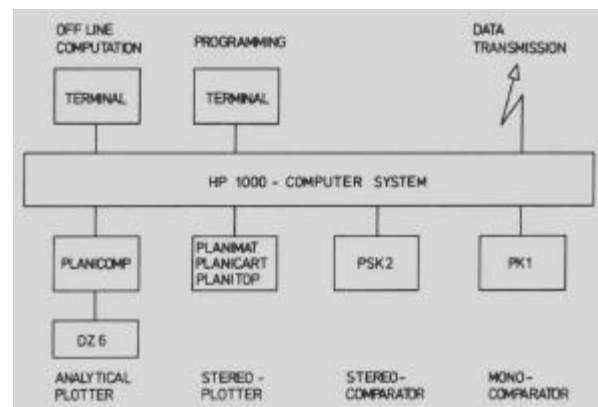 OFF LINE
COMPUTATION
PROGRAMMING
DATA
TRANSMISSION
TERMINAL
TERMINAL
HP 1000 - COMPUTER SYSTEM
PLANICOMP
PLANIMAT
PLANICART
PLANITOP
PSK2
PK1
DZ 6
ANALYTICAL
PLOTTER
STEREO -
PLOTTER
STEREO-
COMPARATOR
MONO-
COMPARATOR